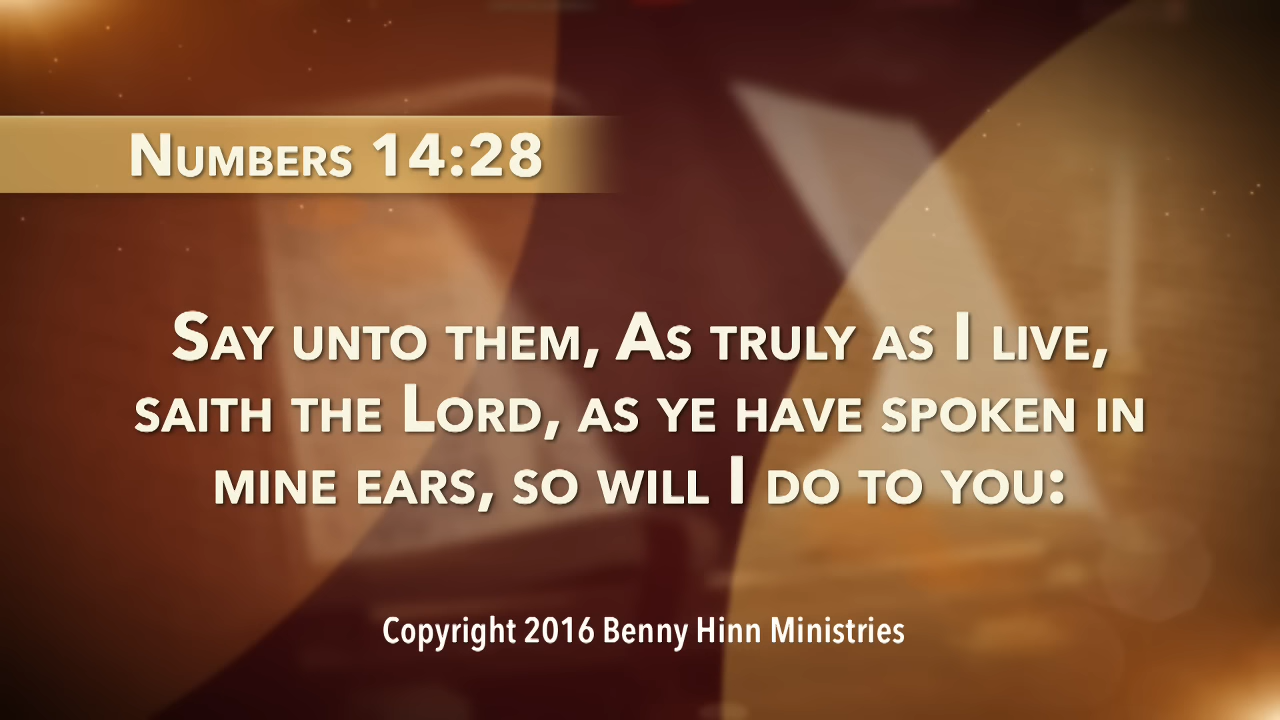 Numbers 14:28
Say unto them, As truly as I live,
saith the Lord, as ye have spoken in
mine ears, so will I do to you:
Copyright 2016 Benny Hinn Ministries